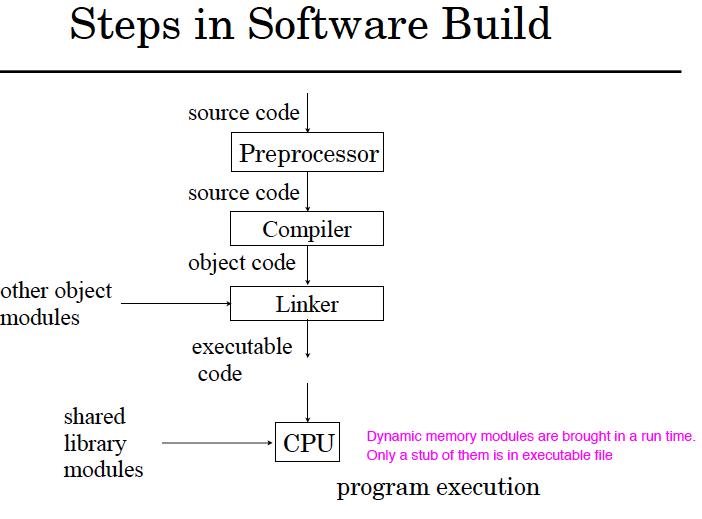 Steps in Software Build
source code
Preprocessor
source code
Compiler
object code
other object
modules
Linker
executable
code
shared
library
modules
CPU
Dynamic memory modules are brought in a run time.
Only a stub of them is in executable file
program execution